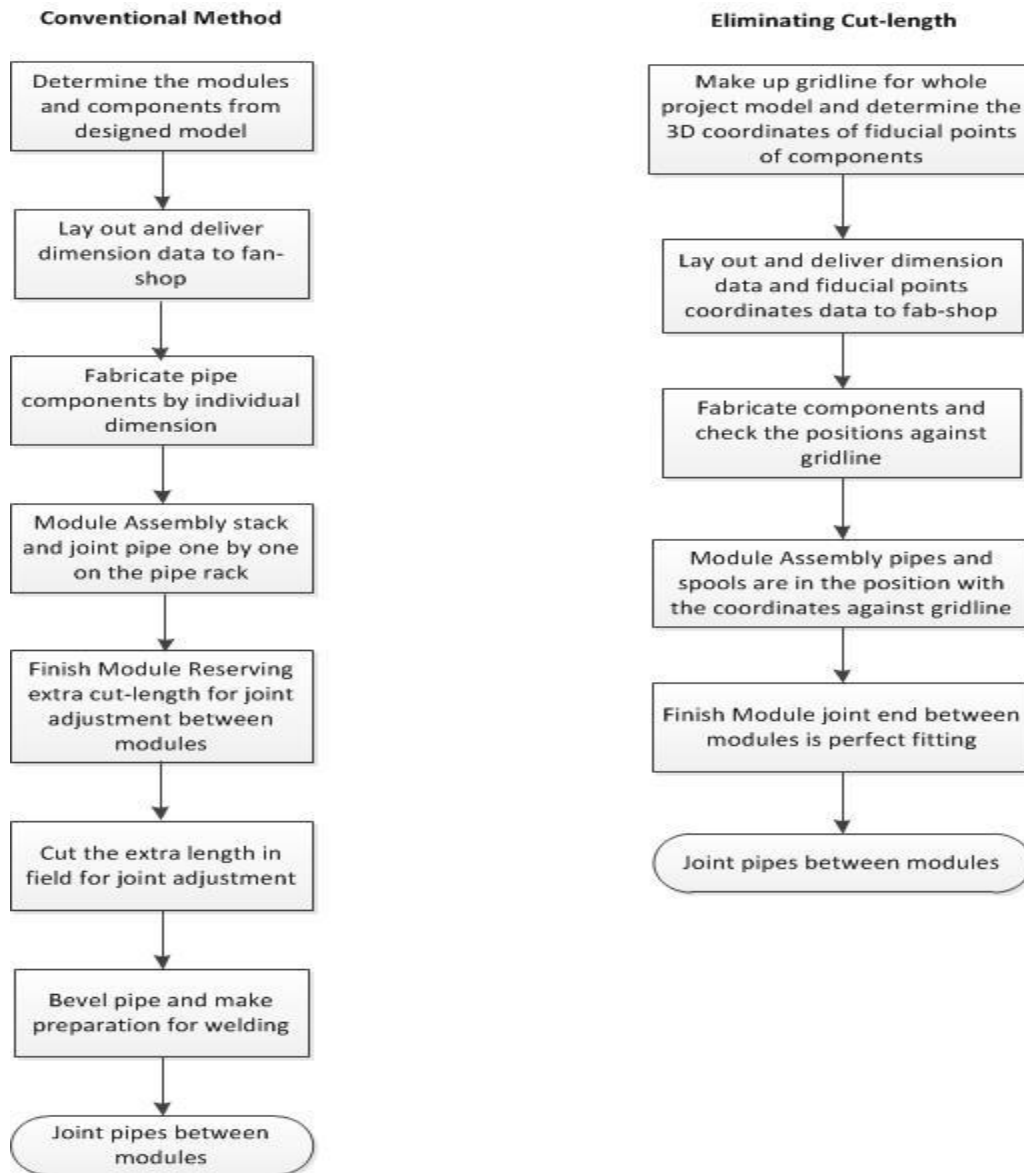 Conventional Method
Determine the modules
and components from
designed model
Lay out and deliver
dimension data to fan-
shop
Fabricate pipe
components by individual
dimension
Module Assembly stack
and joint pipe one by one
on the pipe rack
Finish Module Reserving
extra cut-length for joint
adjustment between
modules
Cut the extra length in
field for joint adjustment
Bevel pipe and make
preparation for welding
Joint pipes between
modules
Eliminating Cut-length
Make up gridline for whole
project model and determine the
3D coordinates of fiducial points
of components
Lay out and deliver dimension
data and fiducial points
coordinates data to fab-shop
Fabricate components and
check the positions against
gridline
Module Assembly pipes and
spools are in the position with
the coordinates against gridline
Finish Module joint end between
modules is perfect fitting
Joint pipes between modules